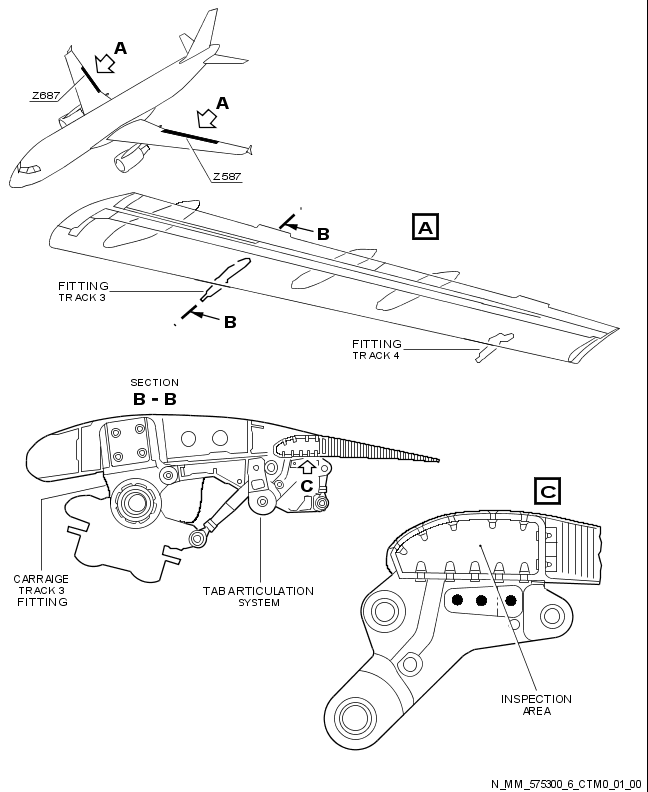 A
Z687
A
Z587
A
B
FITTING
TRACK 3
B
FITTING
TRACK 4
SECTION
B - B
C
C
CARRAIGE
TRACK 3
FITTING
TAB ARTICULATION
SYSTEM
INSPECTION
AREA
N_MM_575300_6_CTM0_01_00